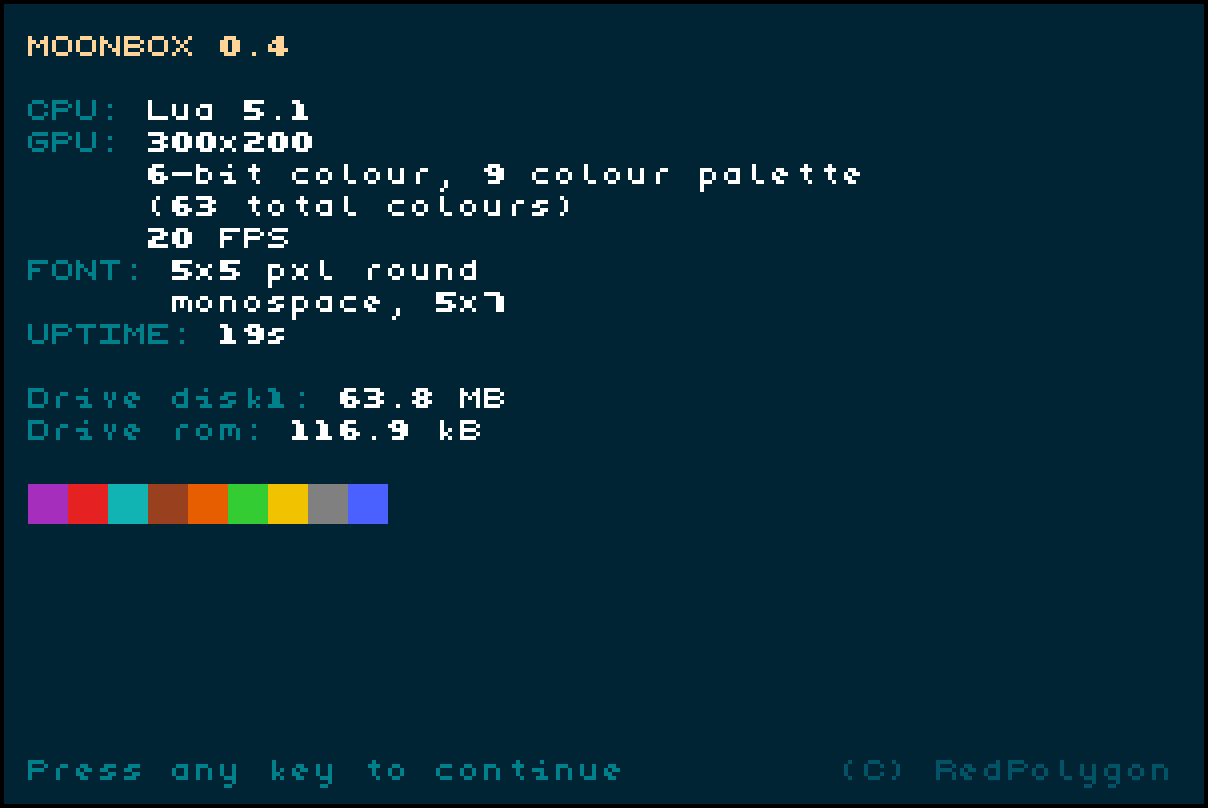 MOONBOX 0.4
CPU: Lua 5.1
GPU: 300x200
6-bit colour, 9 colour palette
(63 total colours)
20 FPS
FONT: 5x5 pxl round
monospace, 5x7
UPTIME: 19s
Drive disk1: 63.8 MB
Drive rom: 116.9 kB
Press any key to continue
(C) RedPolygon